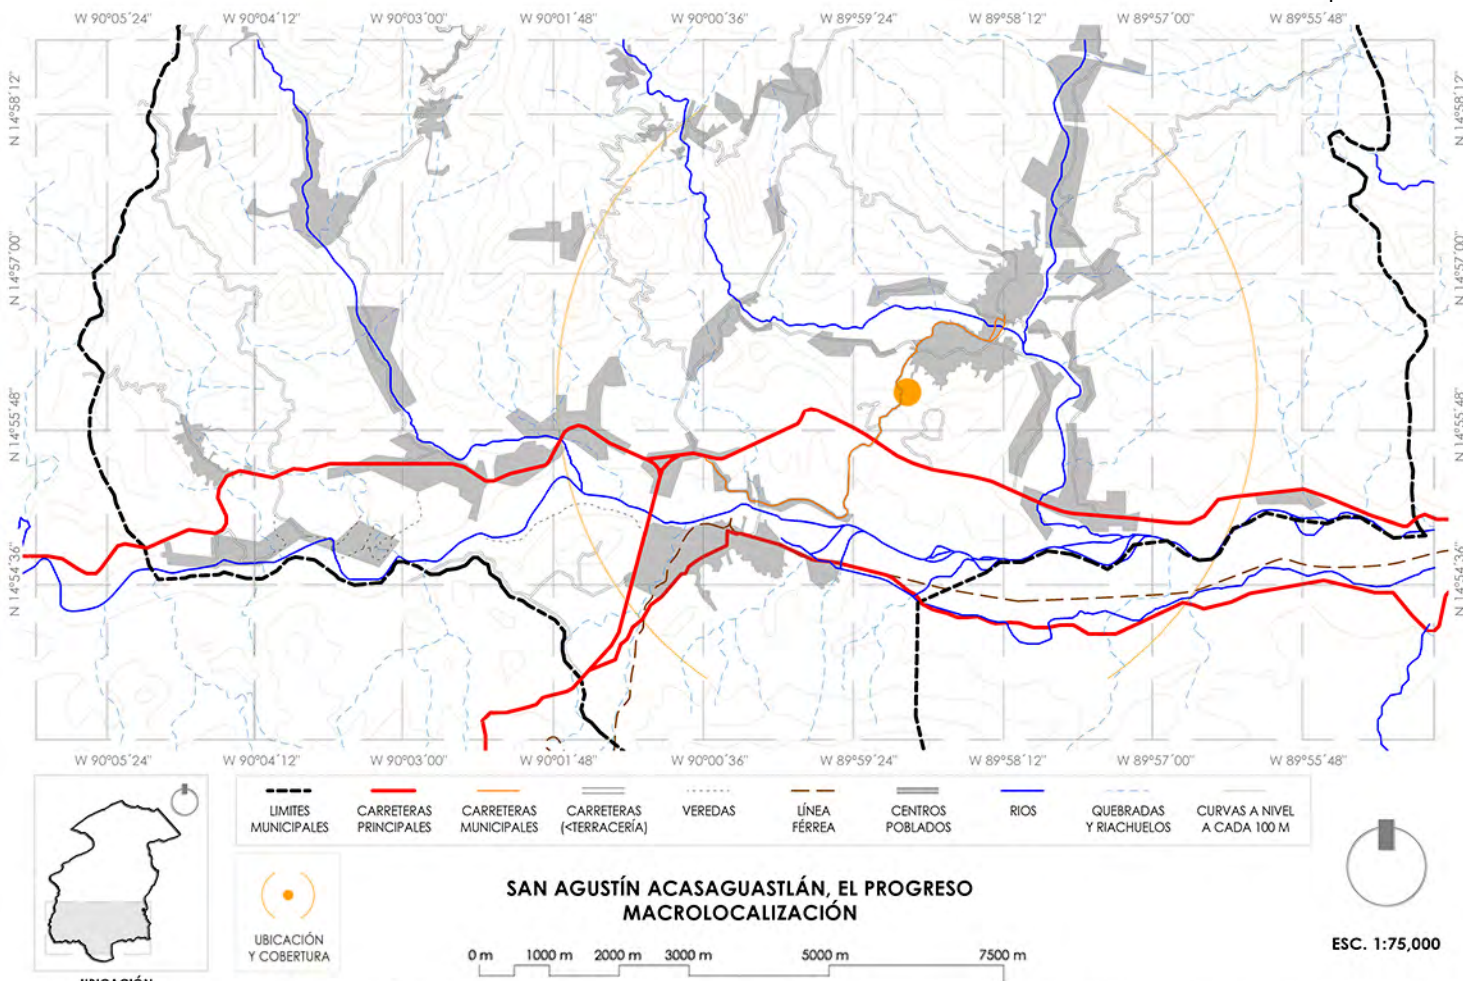 W 90°05´24¨ W 90°04´12¨ W 90°03´00¨ W 90°01´48¨ W 90°00´36¨ W 89°59´24¨ W 89°58´12¨ W 89°57´00¨ W 89°55´48¨
N 14°58´12¨ N 14°58´12¨
N 14°57´00¨ N 14°57´00¨
N 14°55´48¨ N 14°55´48¨
N 14°54´36¨ N 14°54´36¨
W 90°05´24¨ W 90°04´12¨ W 90°03´00¨ W 90°01´48¨ W 90°00´36¨ W 89°59´24¨ W 89°58´12¨ W 89°57´00¨ W 89°55´48¨
LIMITES
MUNICIPALES
CARRETERAS
PRINCIPALES
CARRETERAS
MUNICIPALES
CARRETERAS
(<TERRACERÍA)
VEREDAS
LÍNEA
FÉRREA
CENTROS
POBLADOS
RIOS
QUEBRADAS
Y RIACHUELOS
CURVAS A NIVEL
A CADA 100 M
UBICACIÓN
Y COBERTURA
SAN AGUSTÍN ACASAGUASTLÁN, EL PROGRESO
MACROLOCALIZACIÓN
0 m 1000 m 2000 m 3000 m 5000 m 7500 m
ESC. 1:75,000
UBICACIÓN